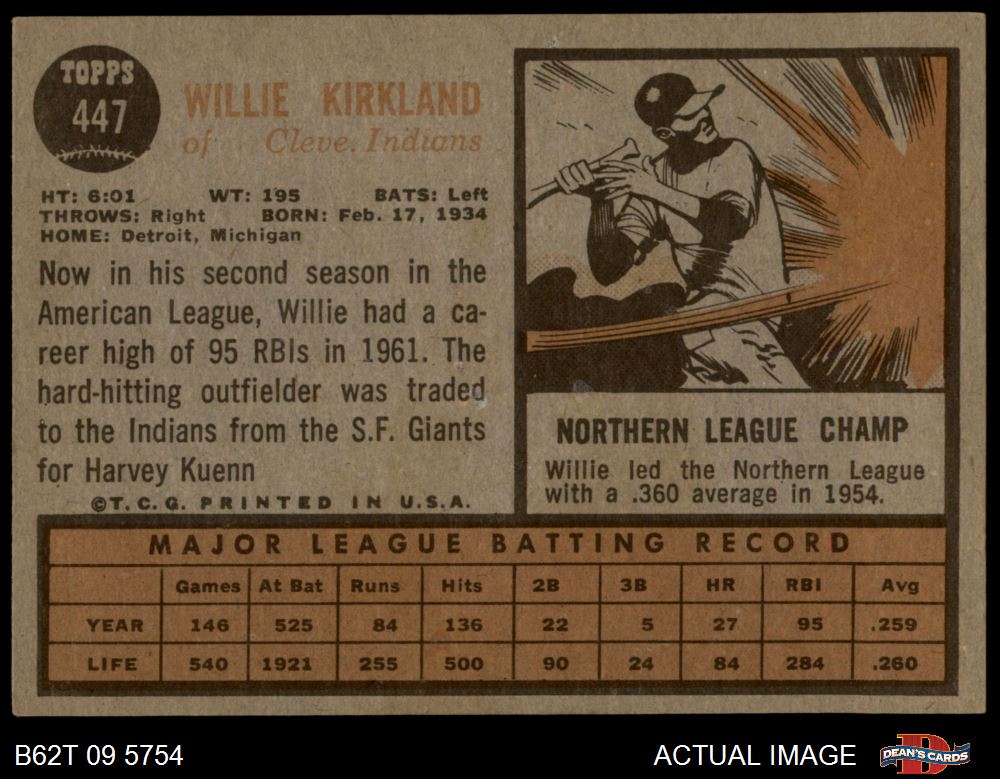 TOPPS
447
WILLIE KIRKLAND
of Cleve. Indians
HT: 6:01 WT: 195 BATS: Left
THROWS: Right BORN: Feb. 17, 1934
HOME: Detroit, Michigan
Now in his second season in the
American League, Willie had a ca-
reer high of 95 RBIs in 1961. The
hard-hitting outfielder was traded
to the Indians from the S.F. Giants
for Harvey Kuenn
©T.C.G. PRINTED IN U.S.A.
NORTHERN LEAGUE CHAMP
Willie led the Northern League
with a .360 average in 1954.
MAJOR LEAGUE BATTING RECORD
Games At Bat Runs Hits 2B 3B HR RBI Avg
YEAR 146 525 84 136 22 5 27 95 .259
LIFE 540 1921 255 500 90 24 84 284 .260
B62T 09 5754
ACTUAL IMAGE
DEAN'S CARDS